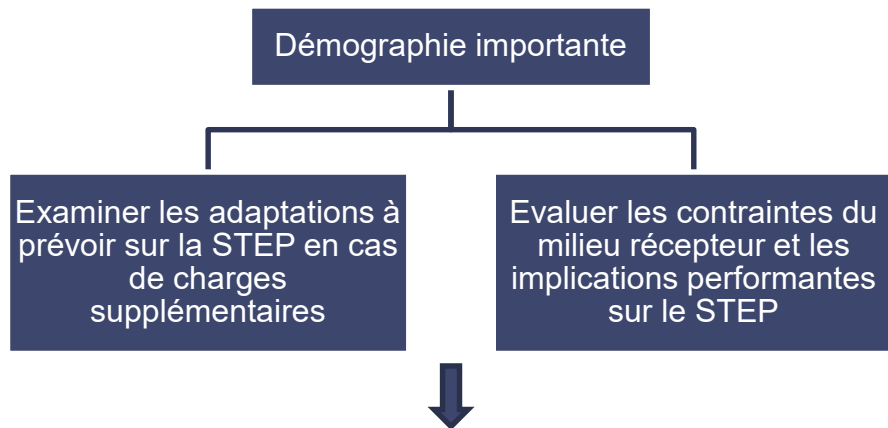 Démographie importante
Examiner les adaptations à
prévoir sur la STEP en cas
de charges
supplémentaires
Evaluer les contraintes du
milieu récepteur et les
implications performantes
sur le STEP